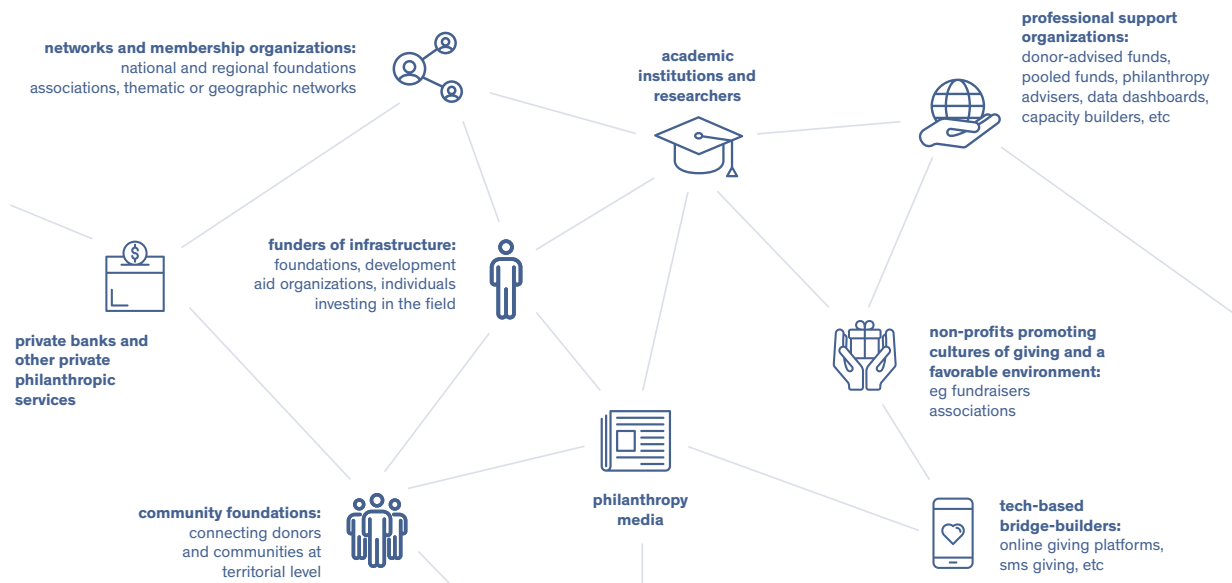 networks and membership organizations:
national and regional foundations
associations, thematic or geographic networks
academic
institutions and
researchers
professional support
organizations:
donor-advised funds,
pooled funds, philanthropy
advisers, data dashboards,
capacity builders, etc
$
private banks and
other private
philanthropic
services
funders of infrastructure:
foundations, development
aid organizations, individuals
investing in the field
non-profits promoting
cultures of giving and a
favorable environment:
eg fundraisers
associations
community foundations:
connecting donors
and communities at
territorial level
philanthropy
media
tech-based
bridge-builders:
online giving platforms,
sms giving, etc